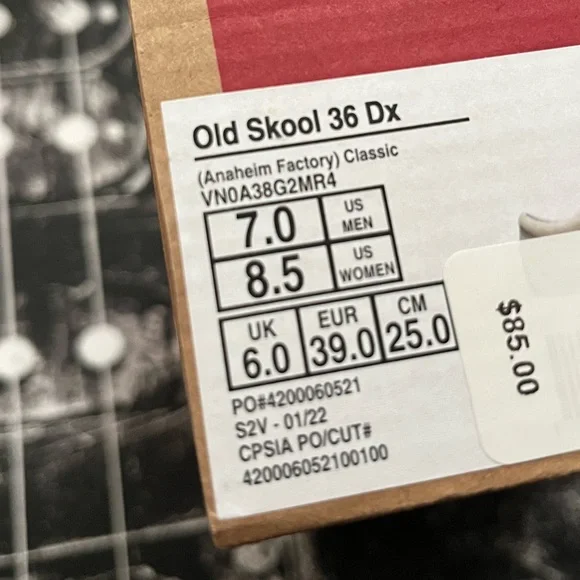 Old Skool 36 Dx
(Anaheim Factory) Classic
VN0A38G2MR4
7.0 US MEN
8.5 US WOMEN
UK EUR CM
6.0 39.0 25.0
PO#4200060521
S2V - 01/22
CPSIA PO/CUT#
420006052100100
$85.00